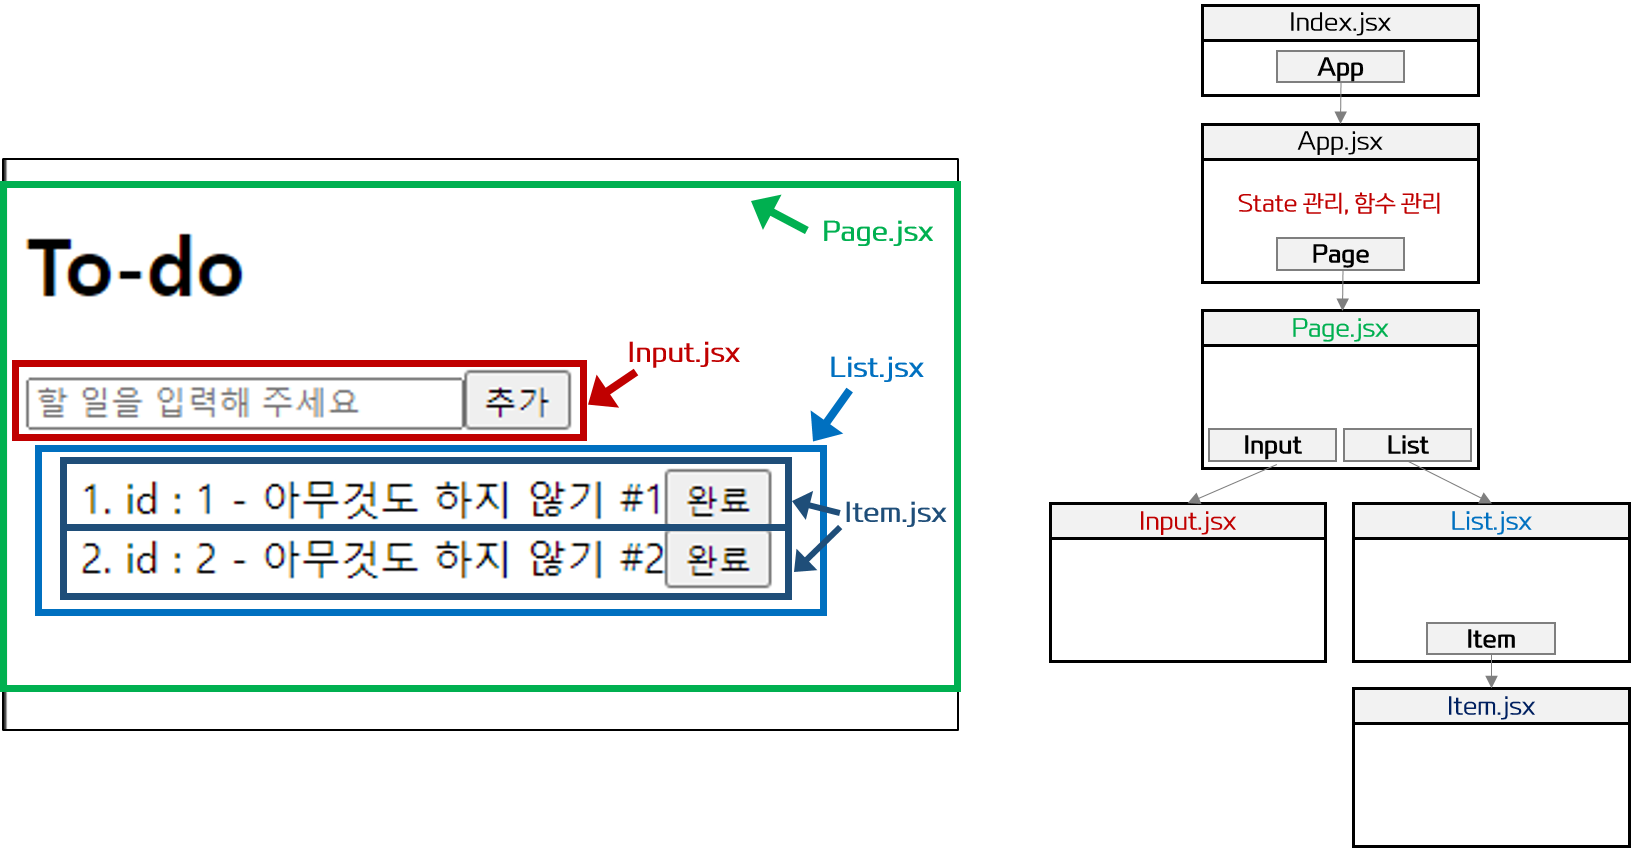 Page.jsx
To-do
Input.jsx
할 일을 입력해 주세요
추가
List.jsx
1. id : 1 - 아무것도 하지 않기 #1
완료
Item.jsx
2. id : 2 - 아무것도 하지 않기 #2
완료
Index.jsx
App
App.jsx
State 관리, 함수 관리
Page
Page.jsx
Input
List
Input.jsx
List.jsx
Item
Item.jsx